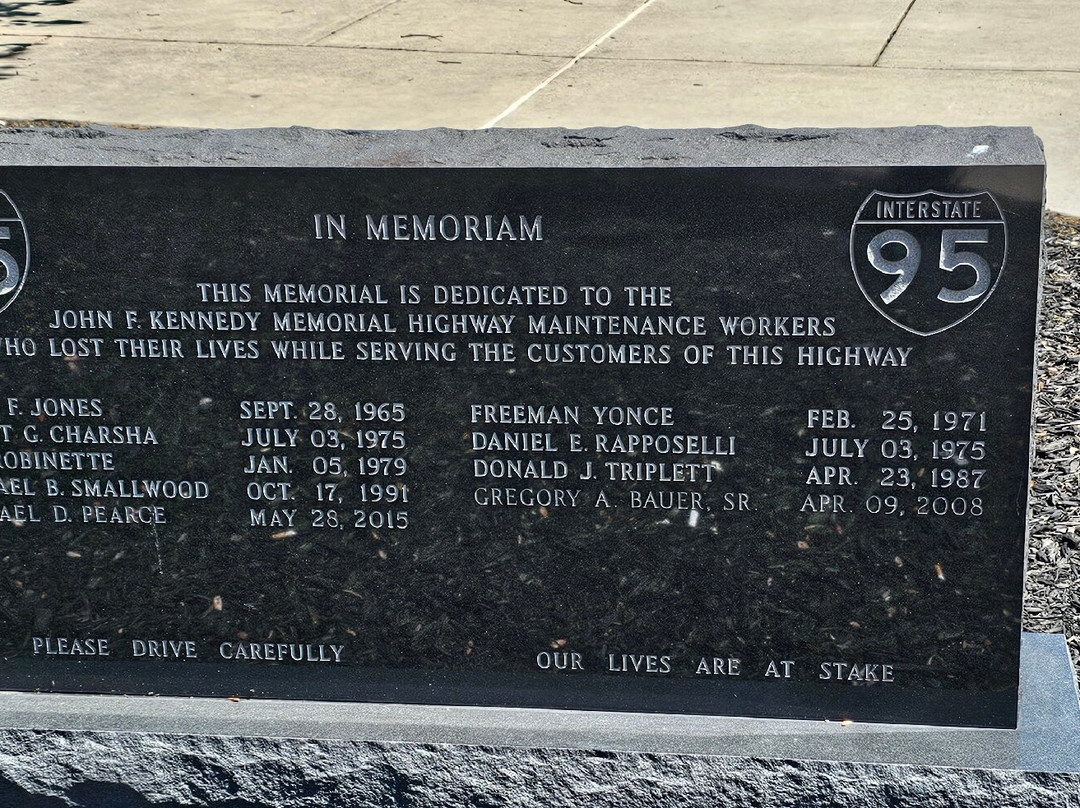 IN MEMORIAM
INTERSTATE
95
5
THIS MEMORIAL IS DEDICATED TO THE
JOHN F. KENNEDY MEMORIAL HIGHWAY MAINTENANCE WORKERS
WHO LOST THEIR LIVES WHILE SERVING THE CUSTOMERS OF THIS HIGHWAY
F. JONES SEPT. 28, 1965 FREEMAN YONCE FEB. 25, 1971
T G. CHARSHA JULY 03, 1975 DANIEL E. RAPPOSELLI JULY 03, 1975
ROBINETTE JAN. 05, 1979 DONALD J. TRIPLETT APR. 23, 1987
AEL B. SMALLWOOD OCT. 17, 1991 GREGORY A. BAUER, SR. APR. 09, 2008
AEL D. PEARCE MAY 28, 2015
PLEASE DRIVE CAREFULLY OUR LIVES ARE AT STAKE